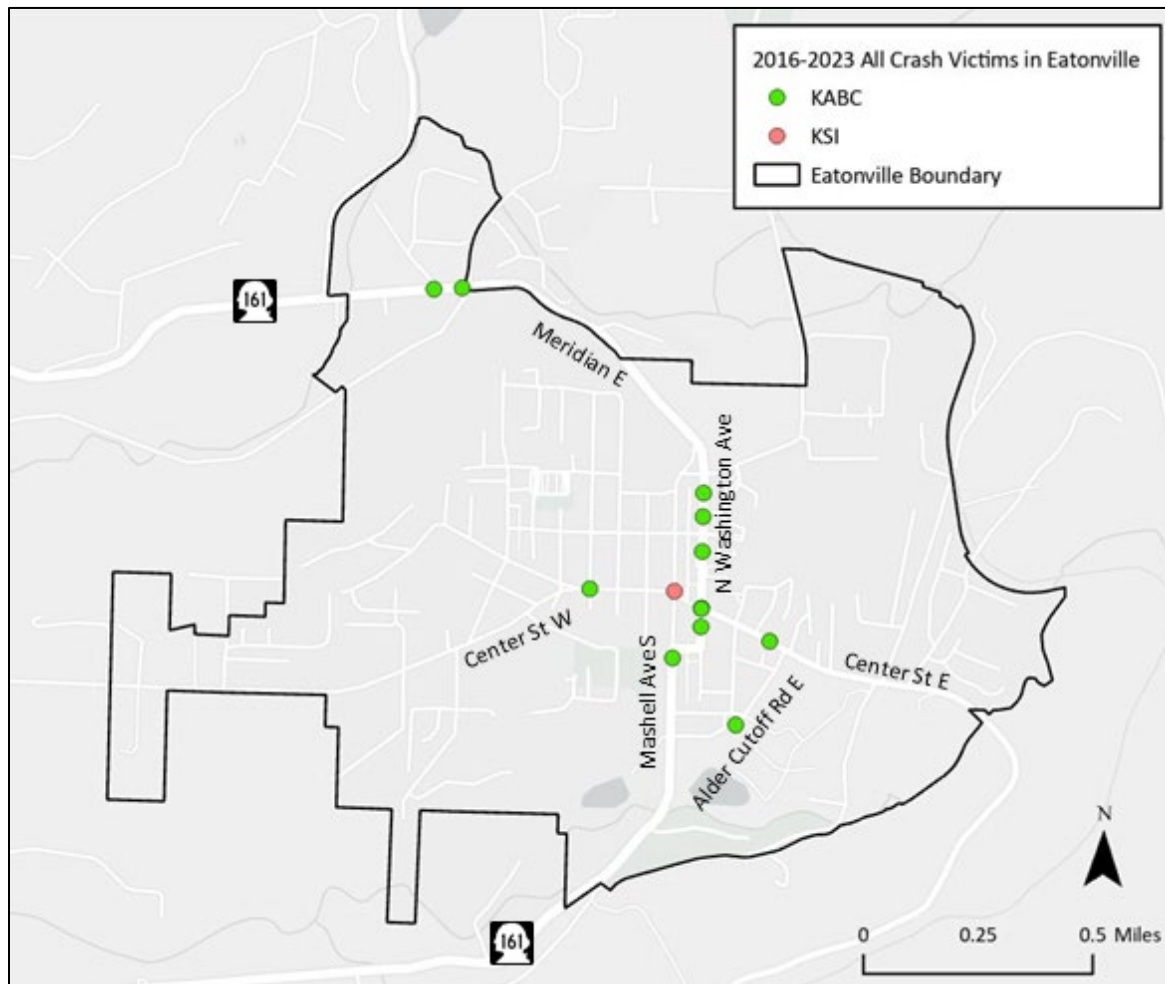 2016-2023 All Crash Victims in Eatonville
KABC
KSI
Eatonville Boundary
161
Meridian E
N Washington Ave
Center St W
Mashell Ave S
Center St E
Alder Cutoff Rd E
N
161
0 0.25 0.5 Miles